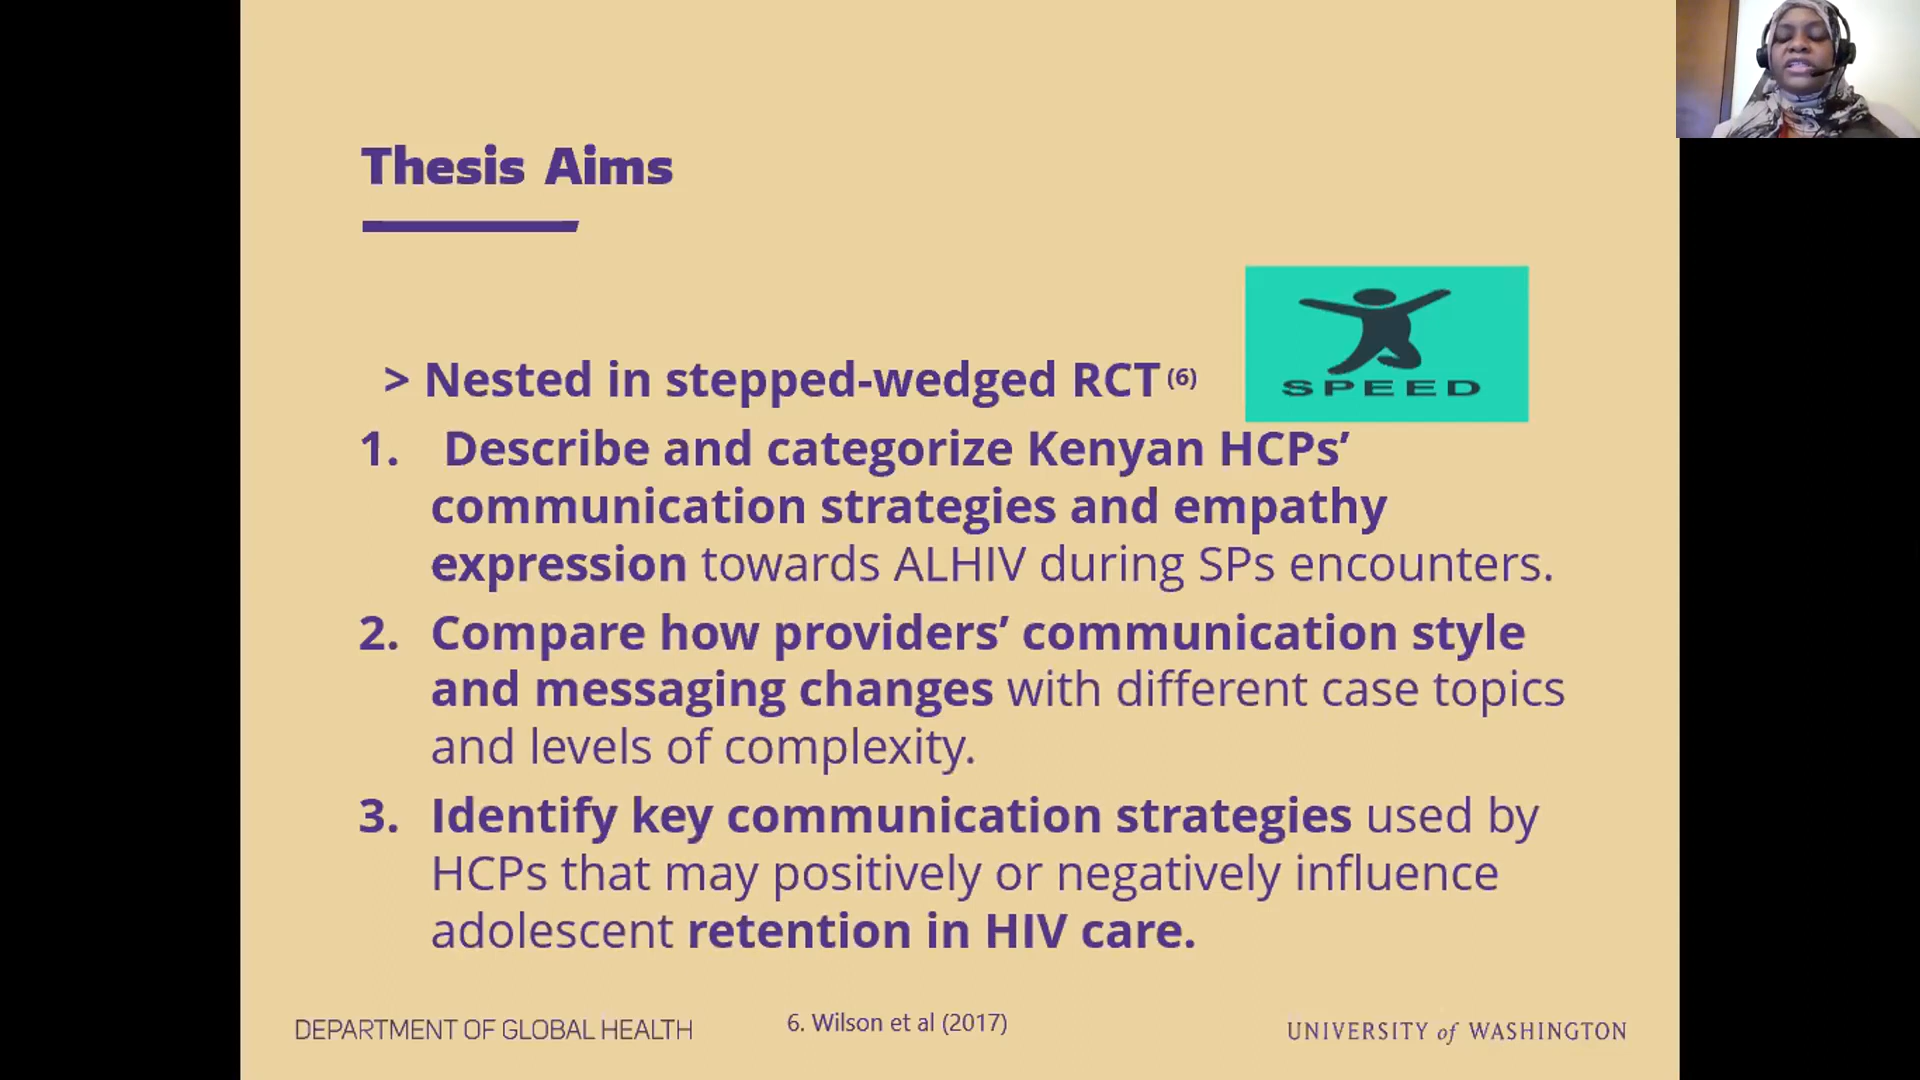 Thesis Aims
> Nested in stepped-wedged RCT (6)
SPEED
1. Describe and categorize Kenyan HCPs’
communication strategies and empathy
expression towards ALHIV during SPs encounters.
2. Compare how providers’ communication style
and messaging changes with different case topics
and levels of complexity.
3. Identify key communication strategies used by
HCPs that may positively or negatively influence
adolescent retention in HIV care.
DEPARTMENT OF GLOBAL HEALTH
6. Wilson et al (2017)
UNIVERSITY of WASHINGTON